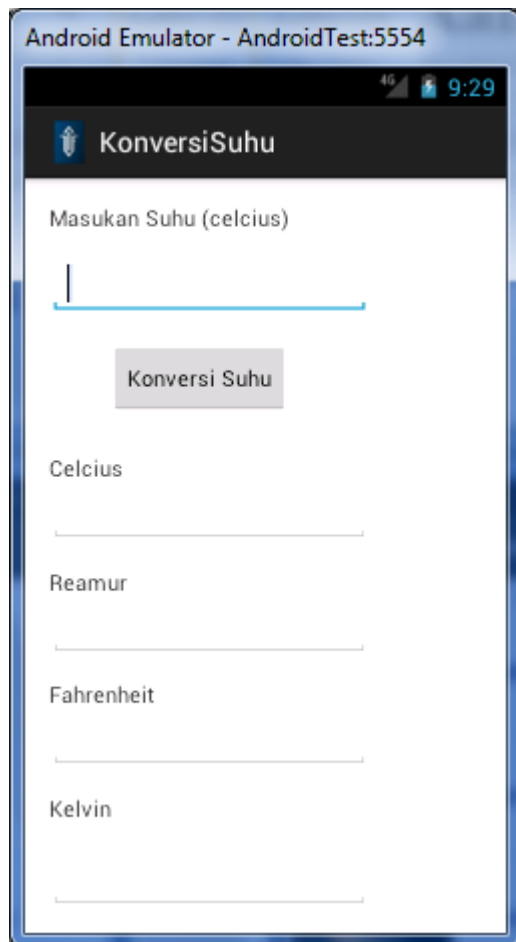 Android Emulator - AndroidTest:5554
4G 9:29
KonversiSuhu
Masukan Suhu (celcius)
Konversi Suhu
Celcius
Reamur
Fahrenheit
Kelvin